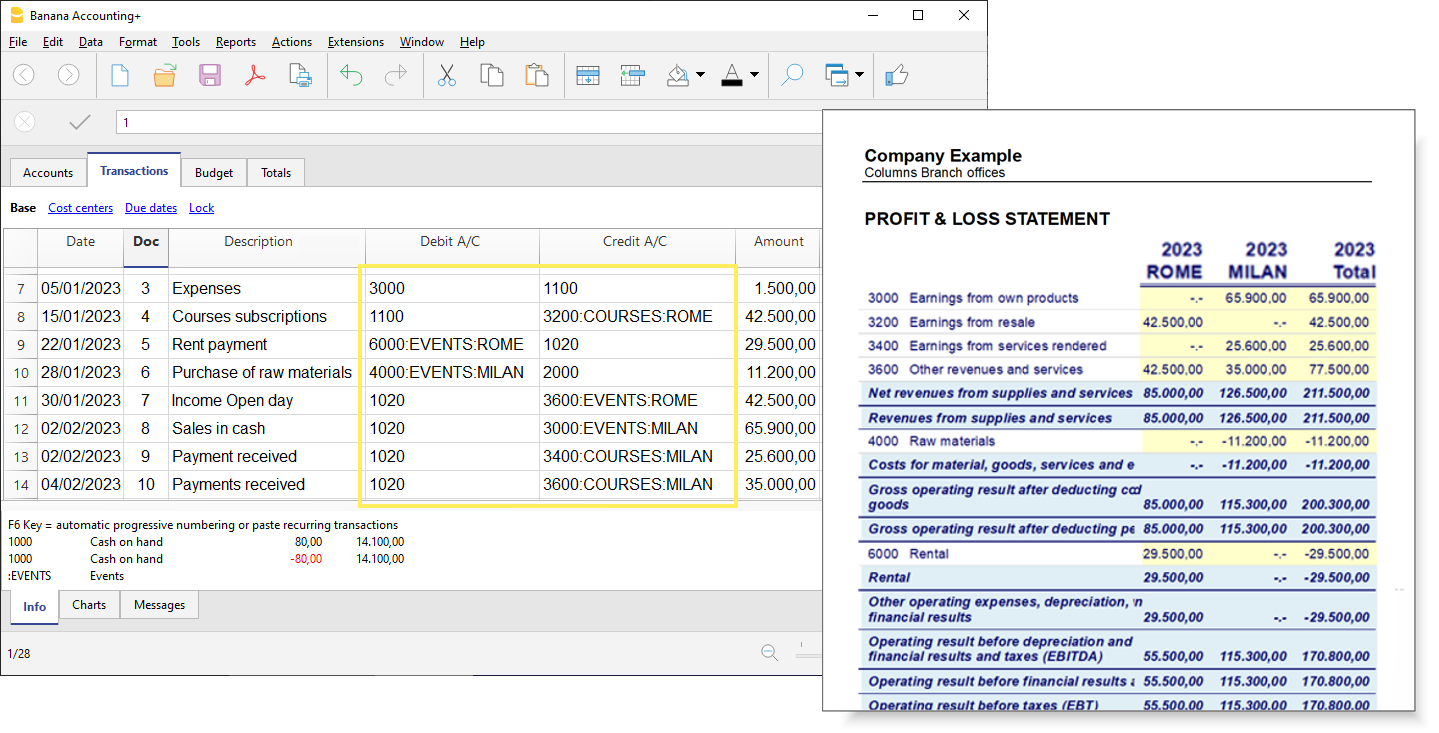 Banana Accounting+
File Edit Data Format Tools Reports Actions Extensions Window Help
1
Accounts Transactions Budget Totals
Base Cost centers Due dates Lock
Date Doc Description Debit A/C Credit A/C Amount
7 05/01/2023 3 Expenses 3000 1100 1.500,00
8 15/01/2023 4 Courses subscriptions 1100 3200:COURSES:ROME 42.500,00
9 22/01/2023 5 Rent payment 6000:EVENTS:ROME 1020 29.500,00
10 28/01/2023 6 Purchase of raw materials 4000:EVENTS:MILAN 2000 11.200,00
11 30/01/2023 7 Income Open day 1020 3600:EVENTS:ROME 42.500,00
12 02/02/2023 8 Sales in cash 1020 3000:EVENTS:MILAN 65.900,00
13 02/02/2023 9 Payment received 1020 3400:COURSES:MILAN 25.600,00
14 04/02/2023 10 Payments received 1020 3600:COURSES:MILAN 35.000,00
F6 Key = automatic progressive numbering or paste recurring transactions
1000 Cash on hand 80,00 14.100,00
1000 Cash on hand -80,00 14.100,00
:EVENTS Events
Info Charts Messages
1/28
Company Example
Columns Branch offices
PROFIT & LOSS STATEMENT
2023 2023 2023
ROME MILAN Total
3000 Earnings from own products -.- 65.900,00 65.900,00
3200 Earnings from resale 42.500,00 -.- 42.500,00
3400 Earnings from services rendered -.- 25.600,00 25.600,00
3600 Other revenues and services 42.500,00 35.000,00 77.500,00
Net revenues from supplies and services 85.000,00 126.500,00 211.500,00
Revenues from supplies and services 85.000,00 126.500,00 211.500,00
4000 Raw materials -.- -11.200,00 -11.200,00
Costs for material, goods, services and e -.- -11.200,00 -11.200,00
Gross operating result after deducting
goods 85.000,00 115.300,00 200.300,00
Gross operating result after deducting pe 85.000,00 115.300,00 200.300,00
6000 Rental 29.500,00 -.- -29.500,00
Rental 29.500,00 -.- -29.500,00
Other operating expenses, depreciation,
financial results 29.500,00 -.- -29.500,00
Operating result before depreciation and
financial results and taxes (EBITDA) 55.500,00 115.300,00 170.800,00
Operating result before financial results 55.500,00 115.300,00 170.800,00
Operating result before taxes (EBT) 55.500,00 115.300,00 170.800,00